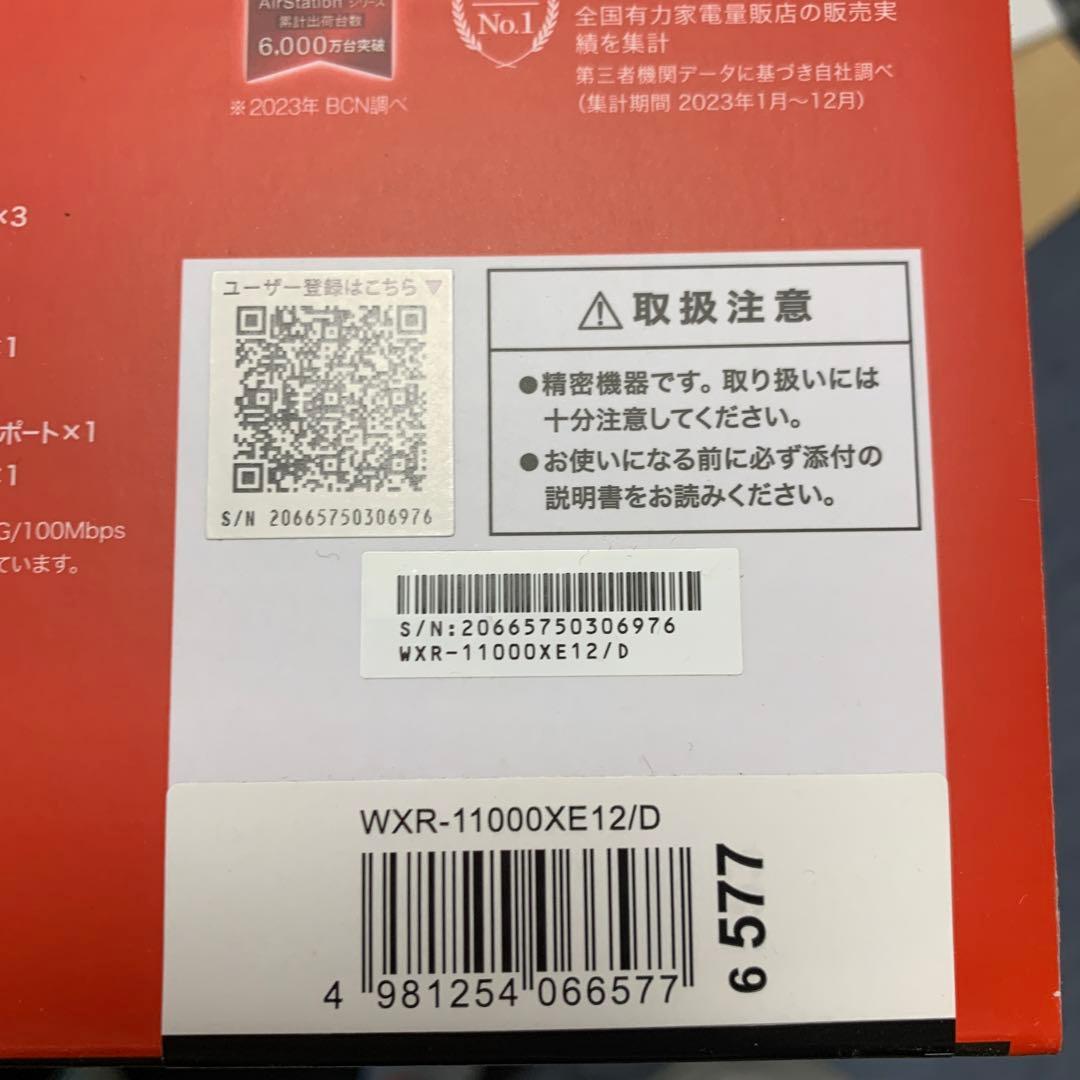 AirStation シリーズ
累計出荷台数
6,000万台突破
※2023年 BCN調べ
No.1
全国有力家電量販店の販売実
績を集計
第三者機関データに基づき自社調べ
(集計期間 2023年1月〜12月)
×3
×1
ポート×1
×1
G/100Mbps
ています。
ユーザー登録はこちら▼
S/N 20665750306976
⚠取扱注意
●精密機器です。取り扱いには
十分注意してください。
●お使いになる前に必ず添付の
説明書をお読みください。
S/N:20665750306976
WXR-11000XE12/D
WXR-11000XE12/D
4 981254 066577
6 577